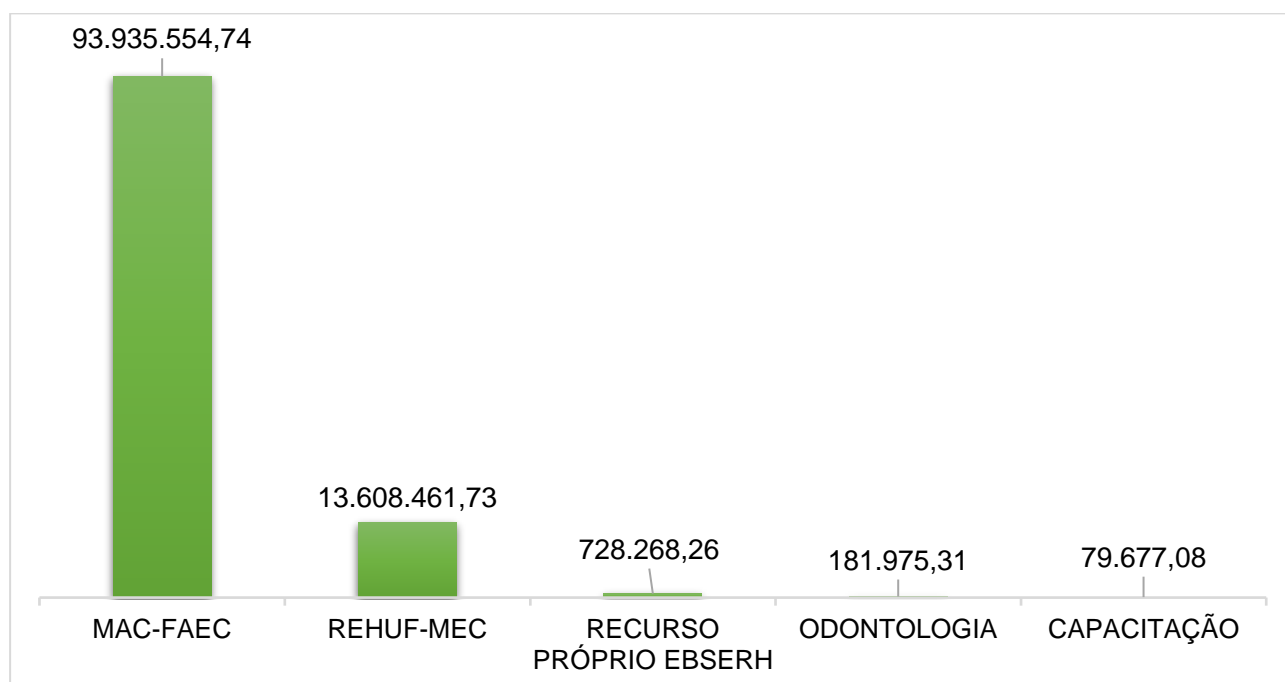 93.935.554,74
13.608.461,73
728.268,26
181.975,31
79.677,08
MAC-FAEC
REHUF-MEC
RECURSO
PRÓPRIO EBSERH
ODONTOLOGIA
CAPACITAÇÃO